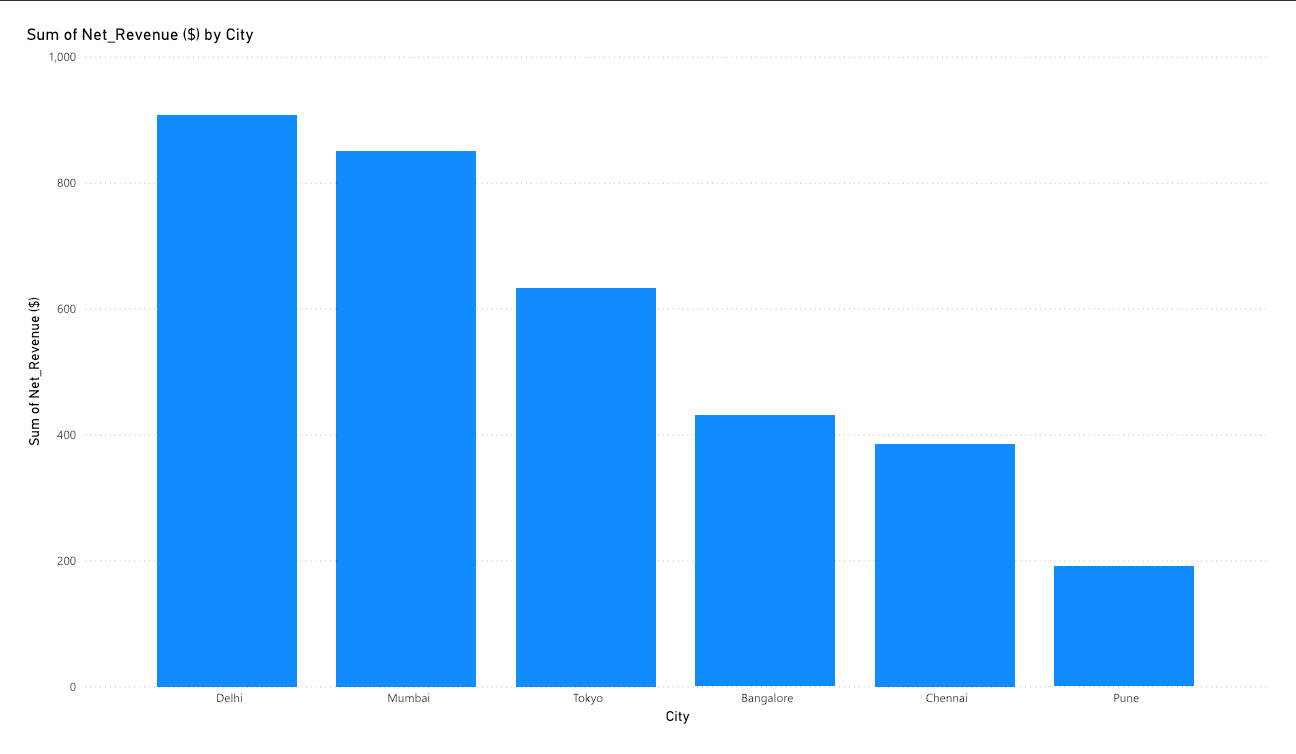 Sum of Net_Revenue ($) by City
1,000
800
600
400
200
0
Sum of Net_Revenue ($)
Delhi Mumbai Tokyo Bangalore Chennai Pune
City